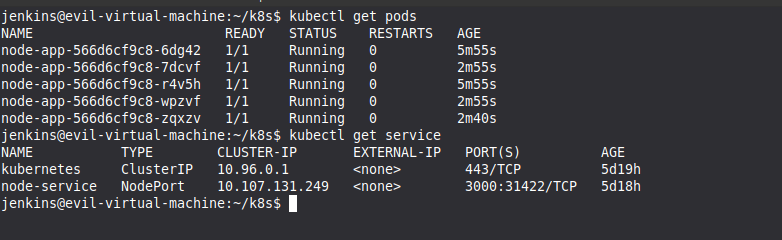 jenkins@evil-virtual-machine:~/k8s$ kubectl get pods
NAME                        READY   STATUS    RESTARTS   AGE
node-app-566d6cf9c8-6dg42   1/1     Running   0          5m55s
node-app-566d6cf9c8-7dcvf   1/1     Running   0          2m55s
node-app-566d6cf9c8-r4v5h   1/1     Running   0          5m55s
node-app-566d6cf9c8-wpzvf   1/1     Running   0          2m55s
node-app-566d6cf9c8-zqxzv   1/1     Running   0          2m40s
jenkins@evil-virtual-machine:~/k8s$ kubectl get service
NAME           TYPE        CLUSTER-IP       EXTERNAL-IP   PORT(S)          AGE
kubernetes     ClusterIP   10.96.0.1        <none>        443/TCP          5d19h
node-service   NodePort    10.107.131.249   <none>        3000:31422/TCP   5d18h
jenkins@evil-virtual-machine:~/k8s$